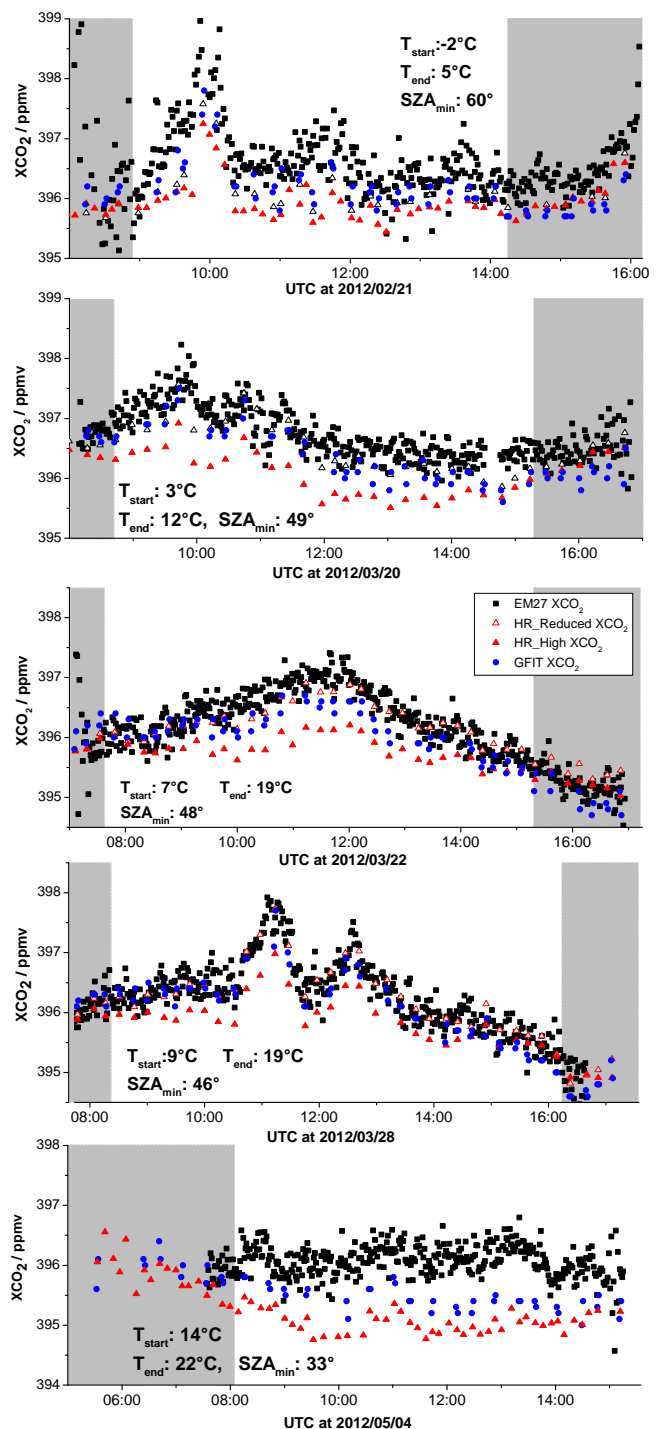 399
398
397
396
395
XCO2 / ppmv
Tstart:-2°C
Tend: 5°C
SZAmin: 60°
10:00 12:00 14:00 16:00
UTC at 2012/02/21
399
398
397
396
395
XCO2 / ppmv
Tstart: 3°C
Tend: 12°C, SZAmin: 49°
10:00 12:00 14:00 16:00
UTC at 2012/03/20
398
397
396
395
XCO2 / ppmv
EM27 XCO2
HR_Reduced XCO2
HR_High XCO2
GFIT XCO2
Tstart: 7°C Tend: 19°C
SZAmin: 48°
08:00 10:00 12:00 14:00 16:00
UTC at 2012/03/22
398
397
396
395
XCO2 / ppmv
Tstart:9°C Tend: 19°C
SZAmin: 46°
08:00 10:00 12:00 14:00 16:00
UTC at 2012/03/28
398
397
396
395
394
XCO2 / ppmv
Tstart: 14°C
Tend: 22°C, SZAmin: 33°
06:00 08:00 10:00 12:00 14:00
UTC at 2012/05/04